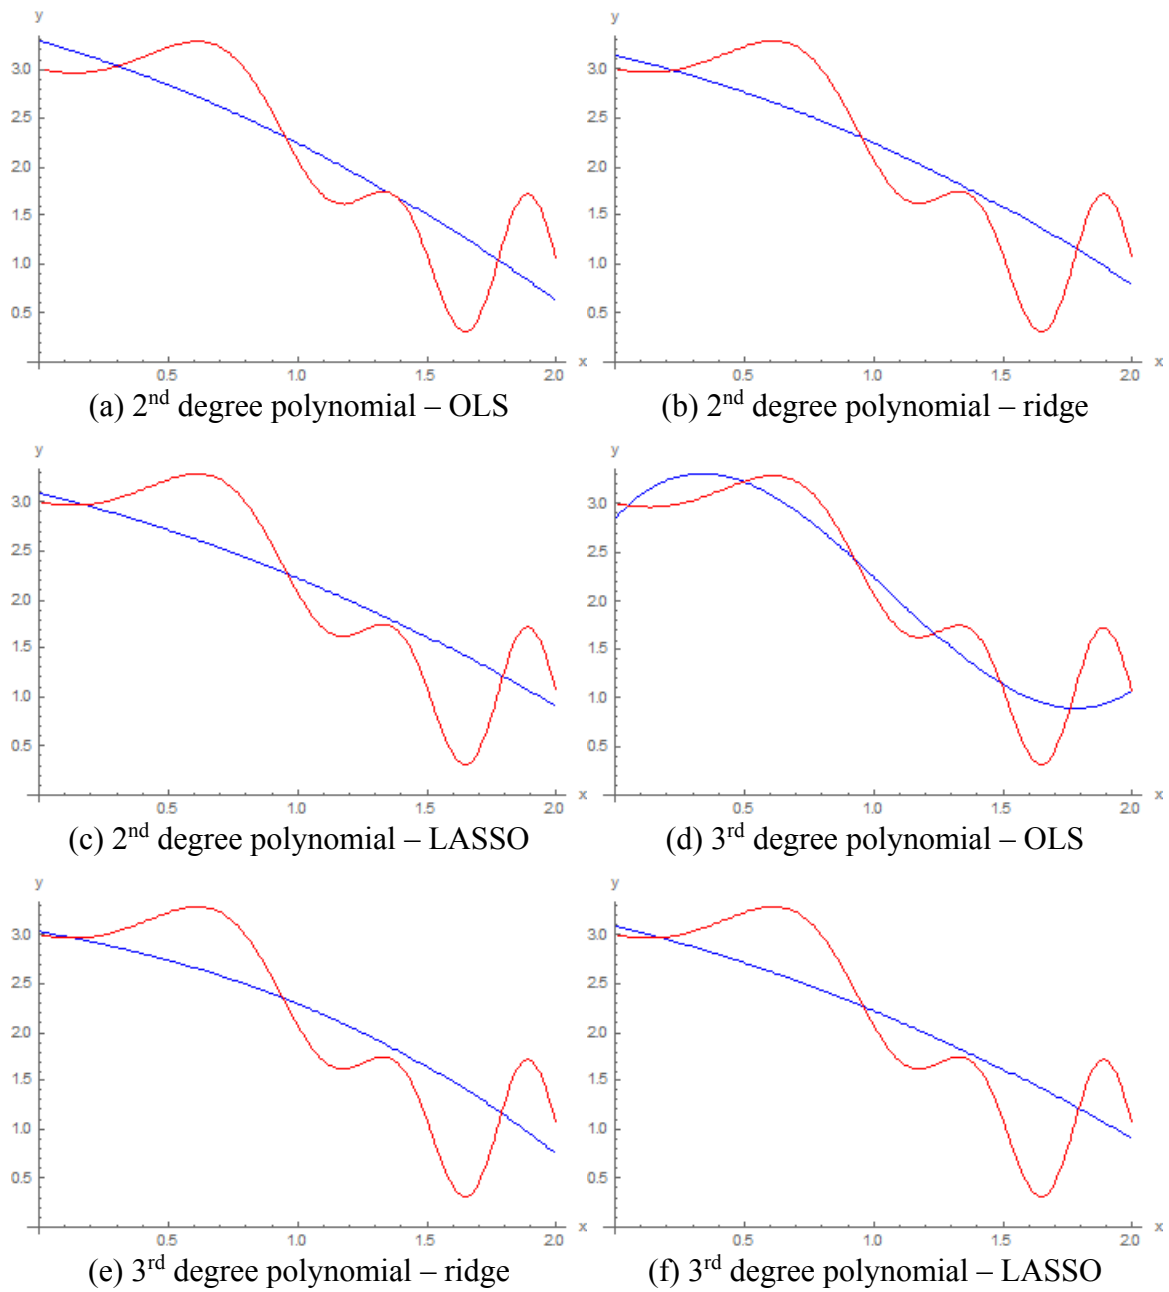 y y
3.0 3.0
2.5 2.5
2.0 2.0
1.5 1.5
1.0 1.0
0.5 0.5
0.5 1.0 1.5 2.0 x 0.5 1.0 1.5 2.0 x
(a) 2nd degree polynomial – OLS (b) 2nd degree polynomial – ridge
y y
3.0 3.0
2.5 2.5
2.0 2.0
1.5 1.5
1.0 1.0
0.5 0.5
0.5 1.0 1.5 2.0 x 0.5 1.0 1.5 2.0 x
(c) 2nd degree polynomial – LASSO (d) 3rd degree polynomial – OLS
y y
3.0 3.0
2.5 2.5
2.0 2.0
1.5 1.5
1.0 1.0
0.5 0.5
0.5 1.0 1.5 2.0 x 0.5 1.0 1.5 2.0 x
(e) 3rd degree polynomial – ridge (f) 3rd degree polynomial – LASSO